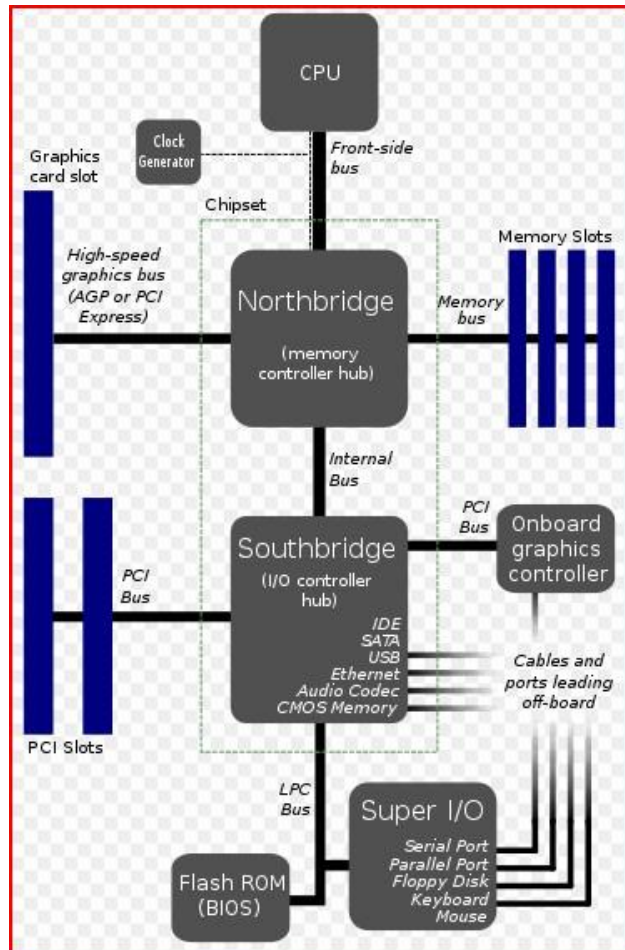 CPU
Clock
Generator
Front-side
bus
Graphics
card slot
Chipset
High-speed
graphics bus
(AGP or PCI
Express)
Northbridge
(memory
controller hub)
Memory Slots
Memory
bus
Internal
Bus
PCI
Bus
Onboard
graphics
controller
Southbridge
(I/O controller
hub)
PCI
Bus
IDE
SATA
USB
Ethernet
Audio Codec
CMOS Memory
Cables and
ports leading
off-board
PCI Slots
LPC
Bus
Super I/O
Serial Port
Parallel Port
Floppy Disk
Keyboard
Mouse
Flash ROM
(BIOS)